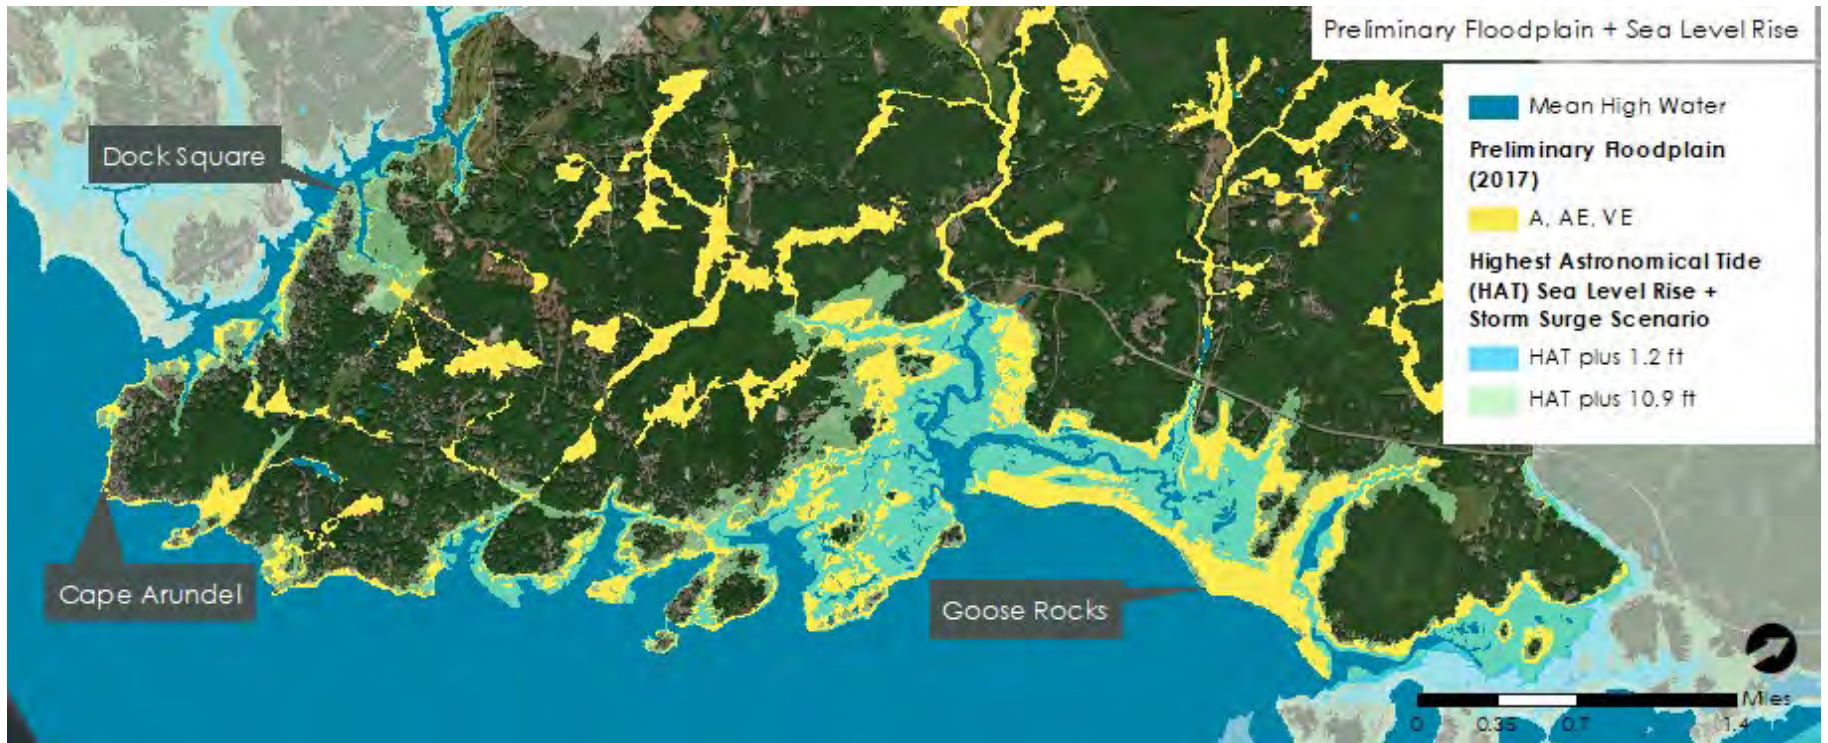 Preliminary Floodplain + Sea Level Rise
Mean High Water
Preliminary Floodplain
(2017)
A, AE, VE
Highest Astronomical Tide
(HAT) Sea Level Rise +
Storm Surge Scenario
HAT plus 1.2 ft
HAT plus 10.9 ft
Dock Square
Cape Arundel
Goose Rocks
Miles
0 0.35 0.7 1.4